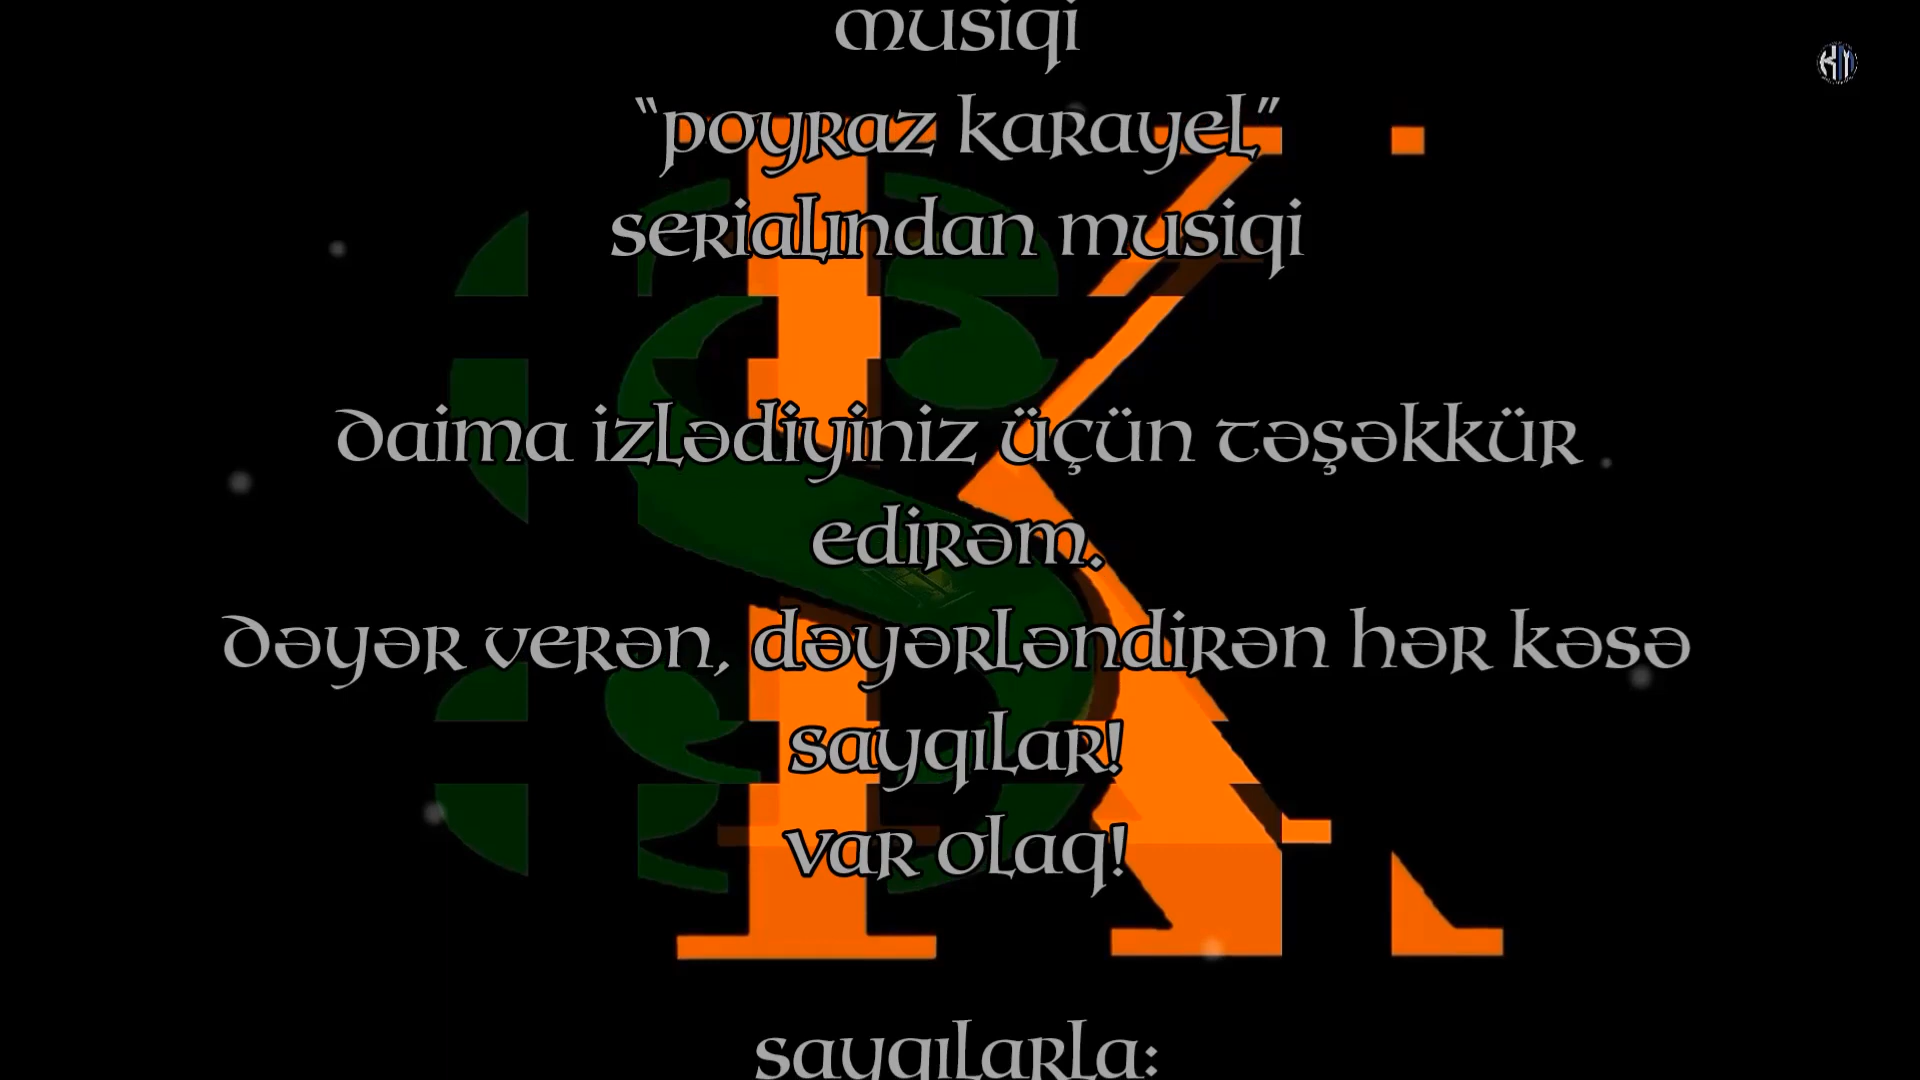 musiqi
“poyraz karayel”
serialından musiqi
Daima izlədiyiniz üçün təşəkkür
edirəm.
Dəyər verən, dəyərləndirən hər kəsə
sayqılar!
var olaq!
sayqılarla:
KM